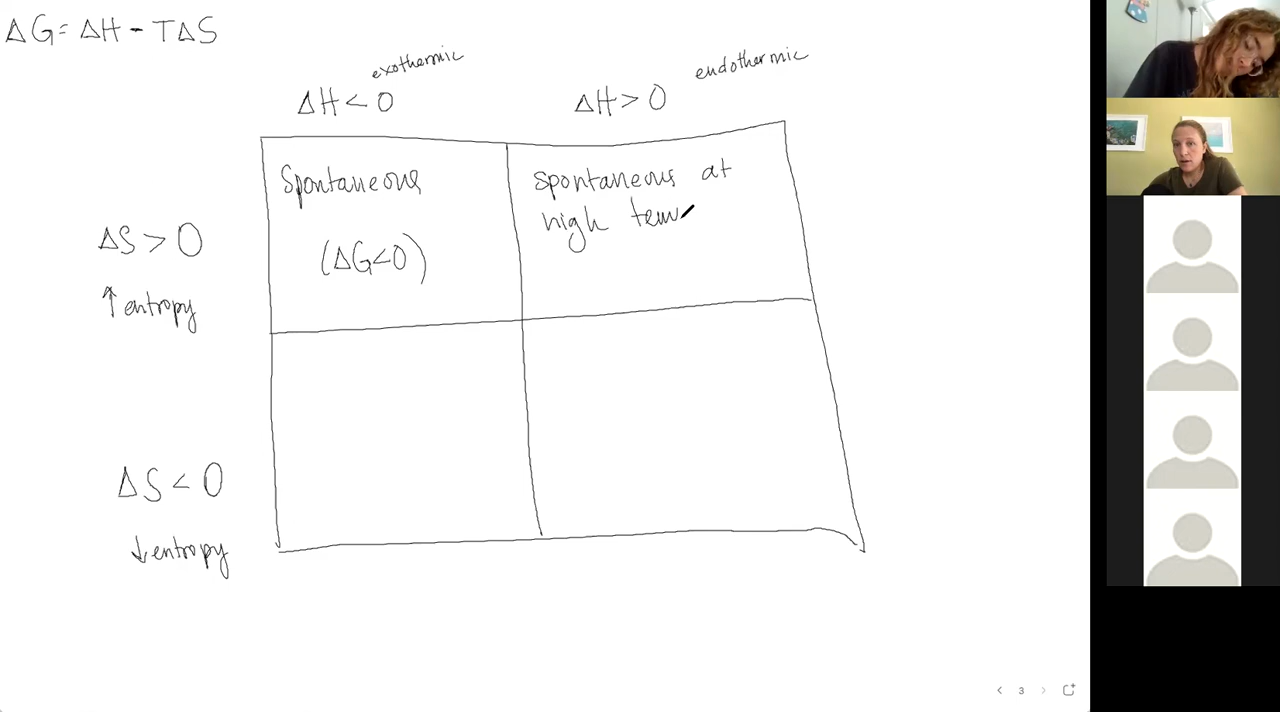 ΔG = ΔH - TΔS
exothermic
endothermic
ΔH < 0
ΔH > 0
Spontaneous
spontaneous at
high tem
ΔS > 0
(ΔG<0)
↑ entropy
ΔS < 0
↓ entropy
< 3 >